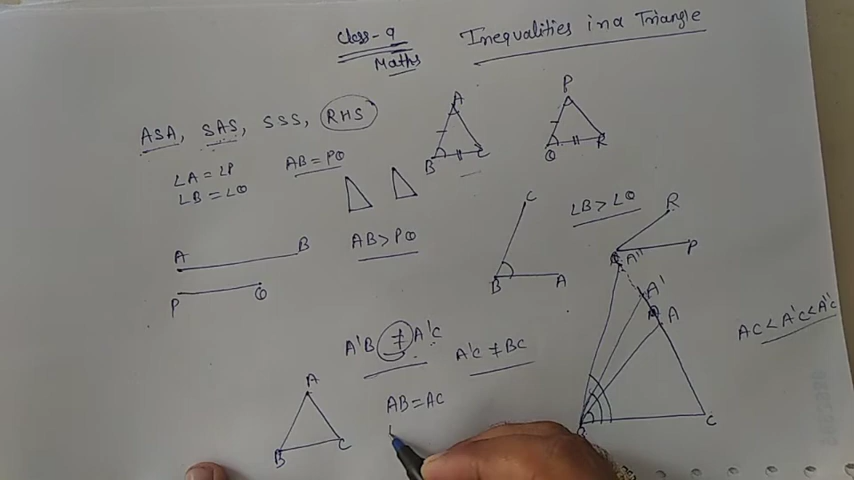 Class-9
Maths
Inequalities in a Triangle
ASA, SAS, SSS, RHS
∠A = ∠P
∠B = ∠Q
AB = PQ
A
B
C
P
Q
R
A B
P Q
AB > PQ
C
B A
∠B > ∠Q
R
P
A''
A'
A
B
C
AC < A'C < A''C
A'B ≠ A'C
A'C ≠ BC
A
B
C
AB = AC